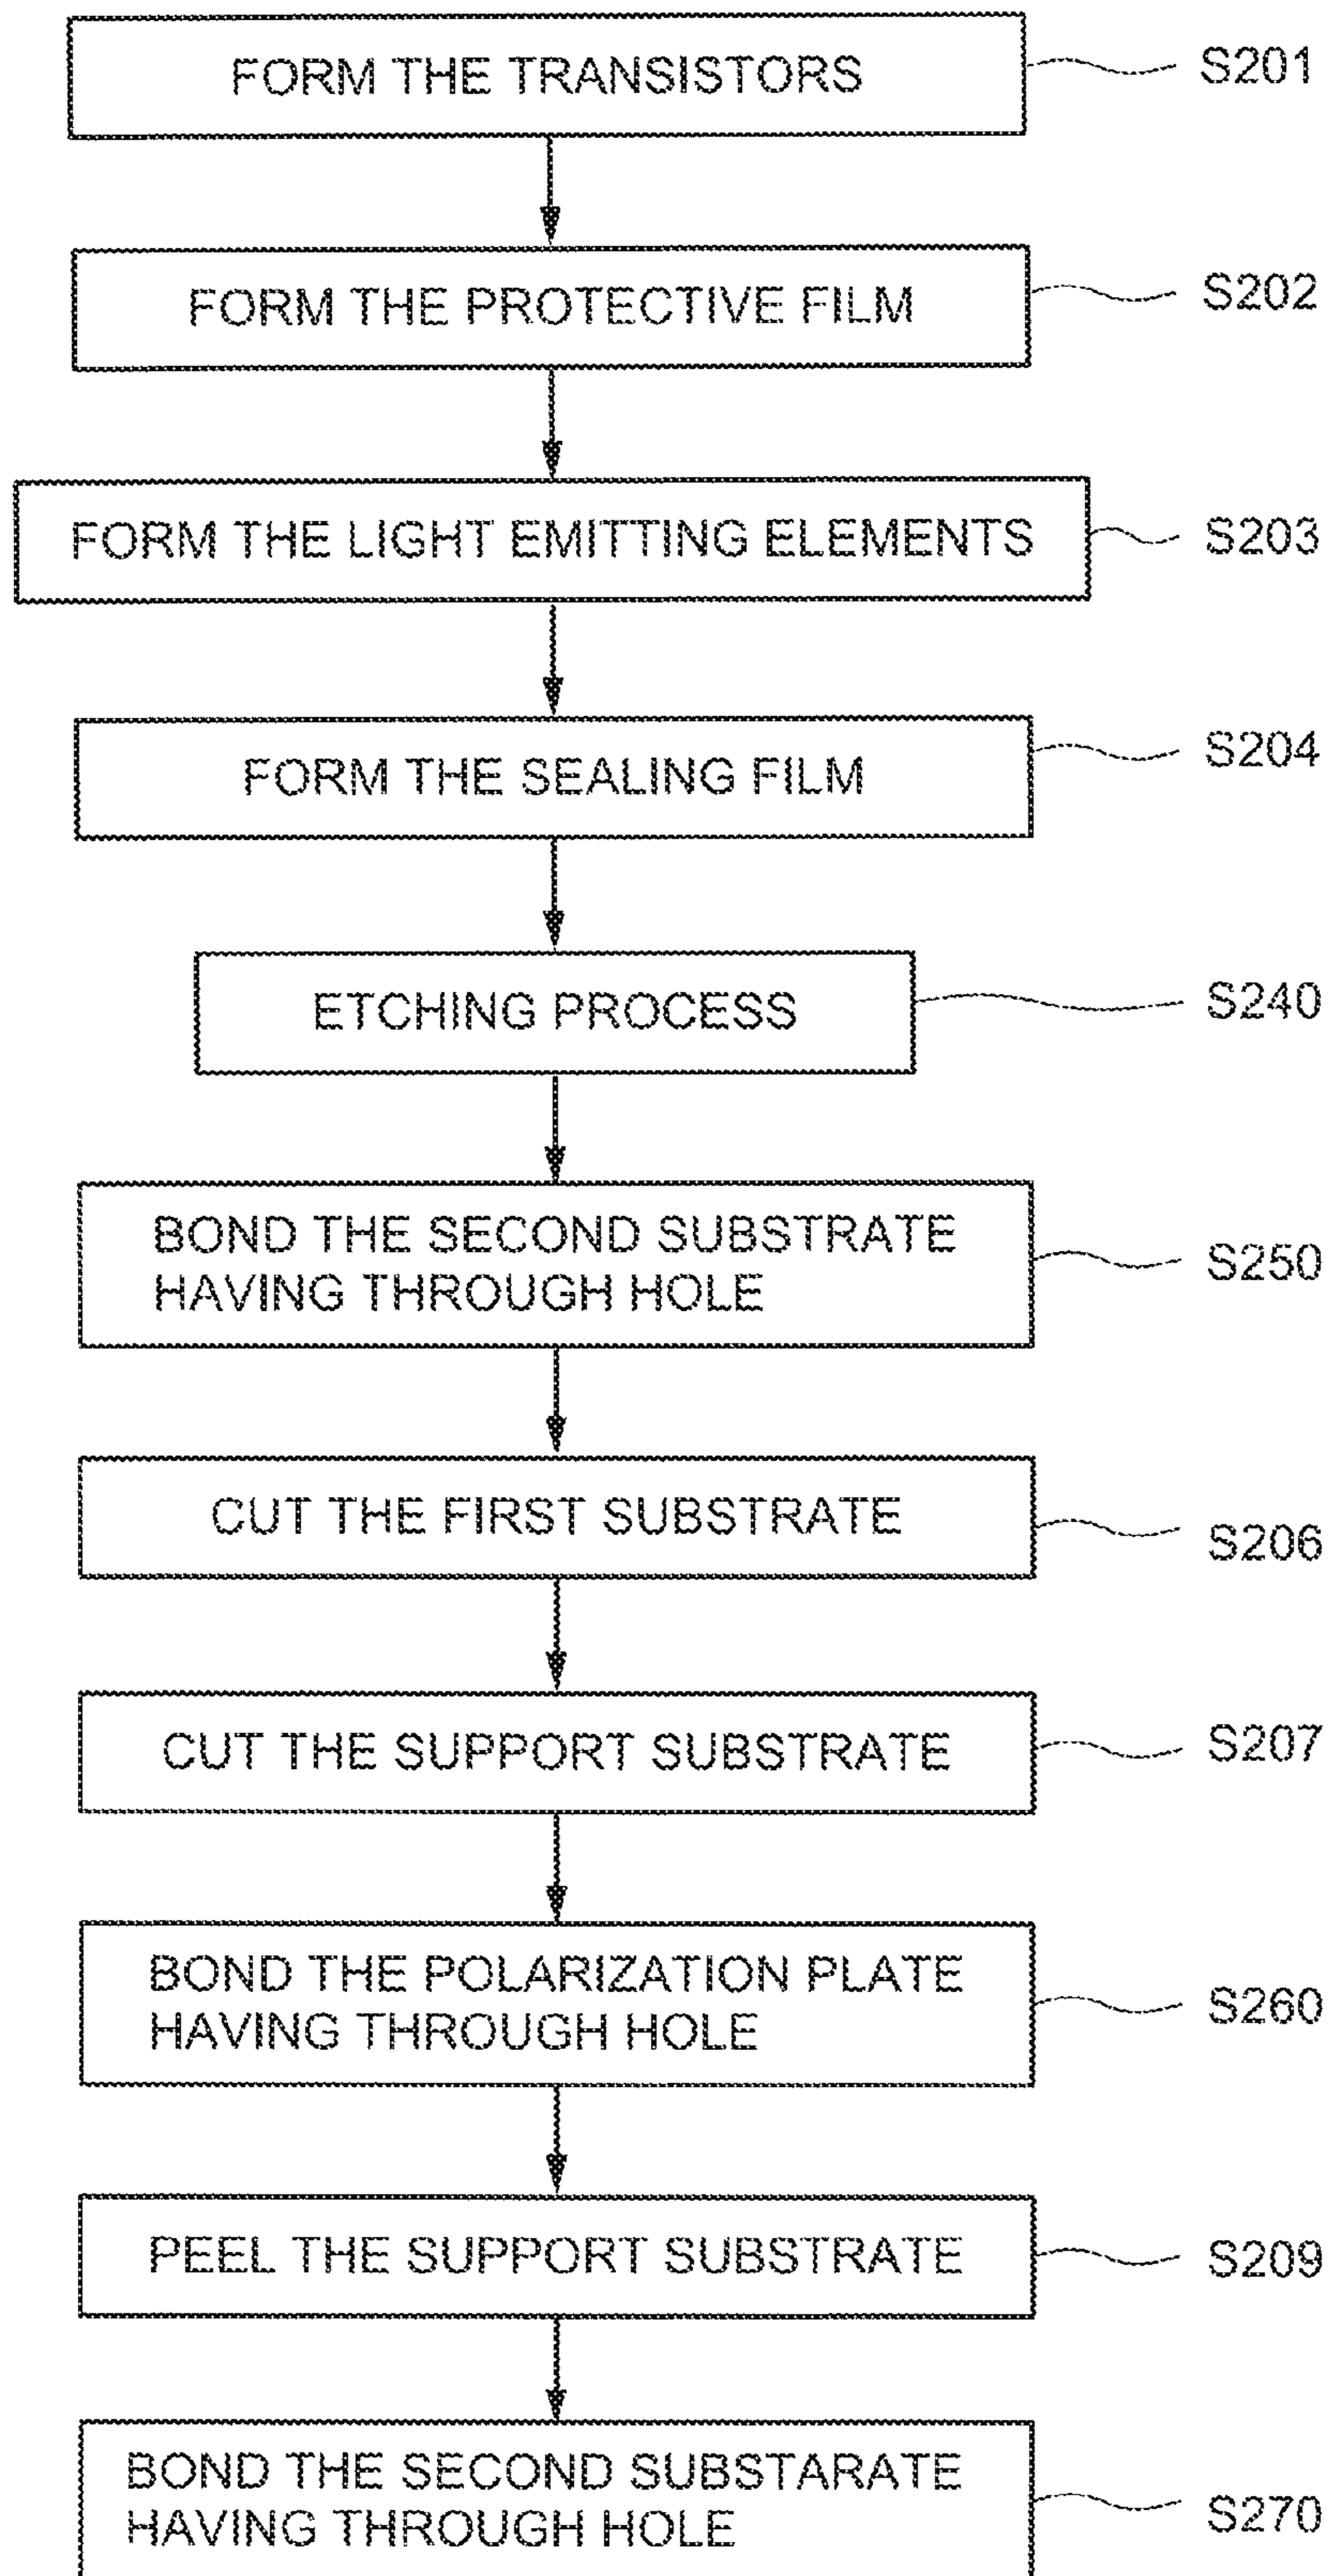 FORM THE TRANSISTORS
S201
FORM THE PROTECTIVE FILM
S202
FORM THE LIGHT EMITTING ELEMENTS
S203
FORM THE SEALING FILM
S204
ETCHING PROCESS
S240
BOND THE SECOND SUBSTRATE
HAVING THROUGH HOLE
S250
CUT THE FIRST SUBSTRATE
S206
CUT THE SUPPORT SUBSTRATE
S207
BOND THE POLARIZATION PLATE
HAVING THROUGH HOLE
S260
PEEL THE SUPPORT SUBSTRATE
S209
BOND THE SECOND SUBSTARATE
HAVING THROUGH HOLE
S270